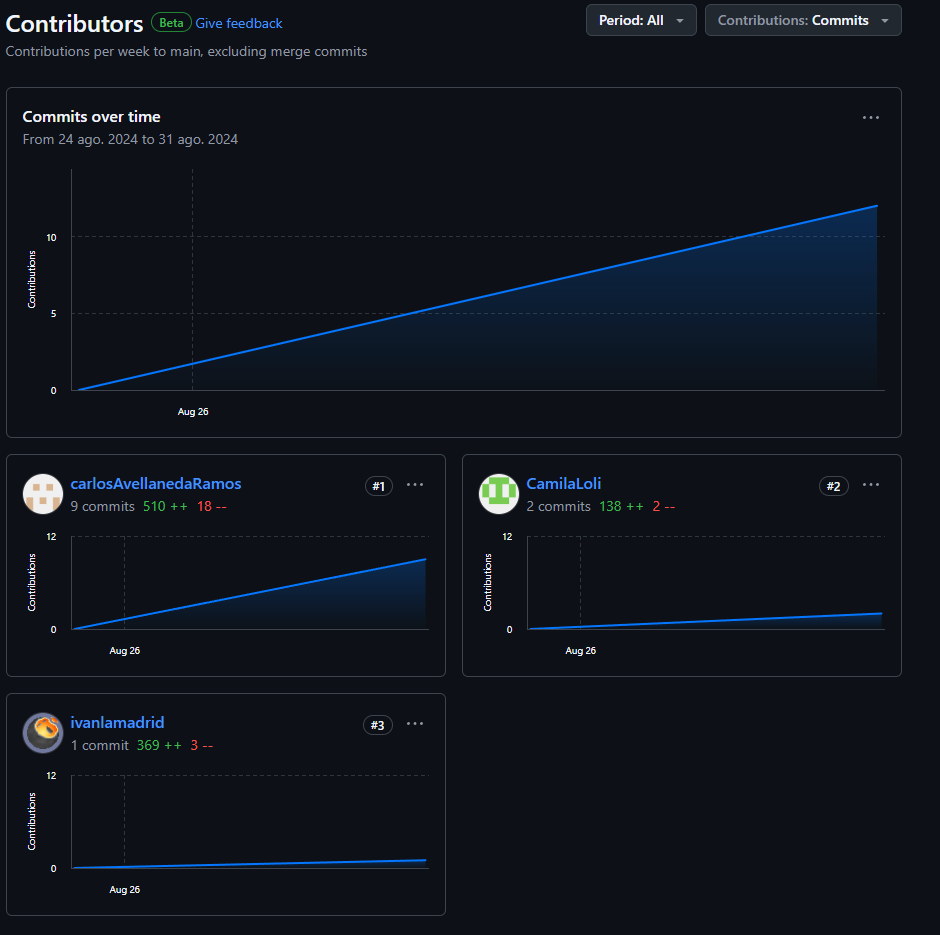 Contributors Beta Give feedback
Period: All
Contributions: Commits
Contributions per week to main, excluding merge commits
Commits over time
From 24 ago. 2024 to 31 ago. 2024
Contributions
10
5
0
Aug 26
carlosAvellanedaRamos
#1
9 commits 510 ++ 18 --
12
Contributions
0
Aug 26
CamilaLoli
#2
2 commits 138 ++ 2 --
12
Contributions
0
Aug 26
ivanlamadrid
#3
1 commit 369 ++ 3 --
12
Contributions
0
Aug 26